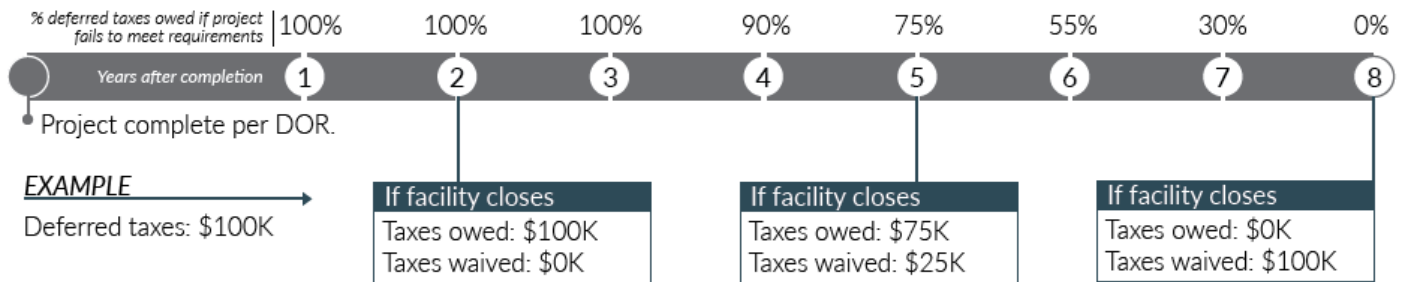 % deferred taxes owed if project
fails to meet requirements
100% 100% 100% 90% 75% 55% 30% 0%
Years after completion 1 2 3 4 5 6 7 8
Project complete per DOR.
EXAMPLE
Deferred taxes: $100K
If facility closes
Taxes owed: $100K
Taxes waived: $0K
If facility closes
Taxes owed: $75K
Taxes waived: $25K
If facility closes
Taxes owed: $0K
Taxes waived: $100K